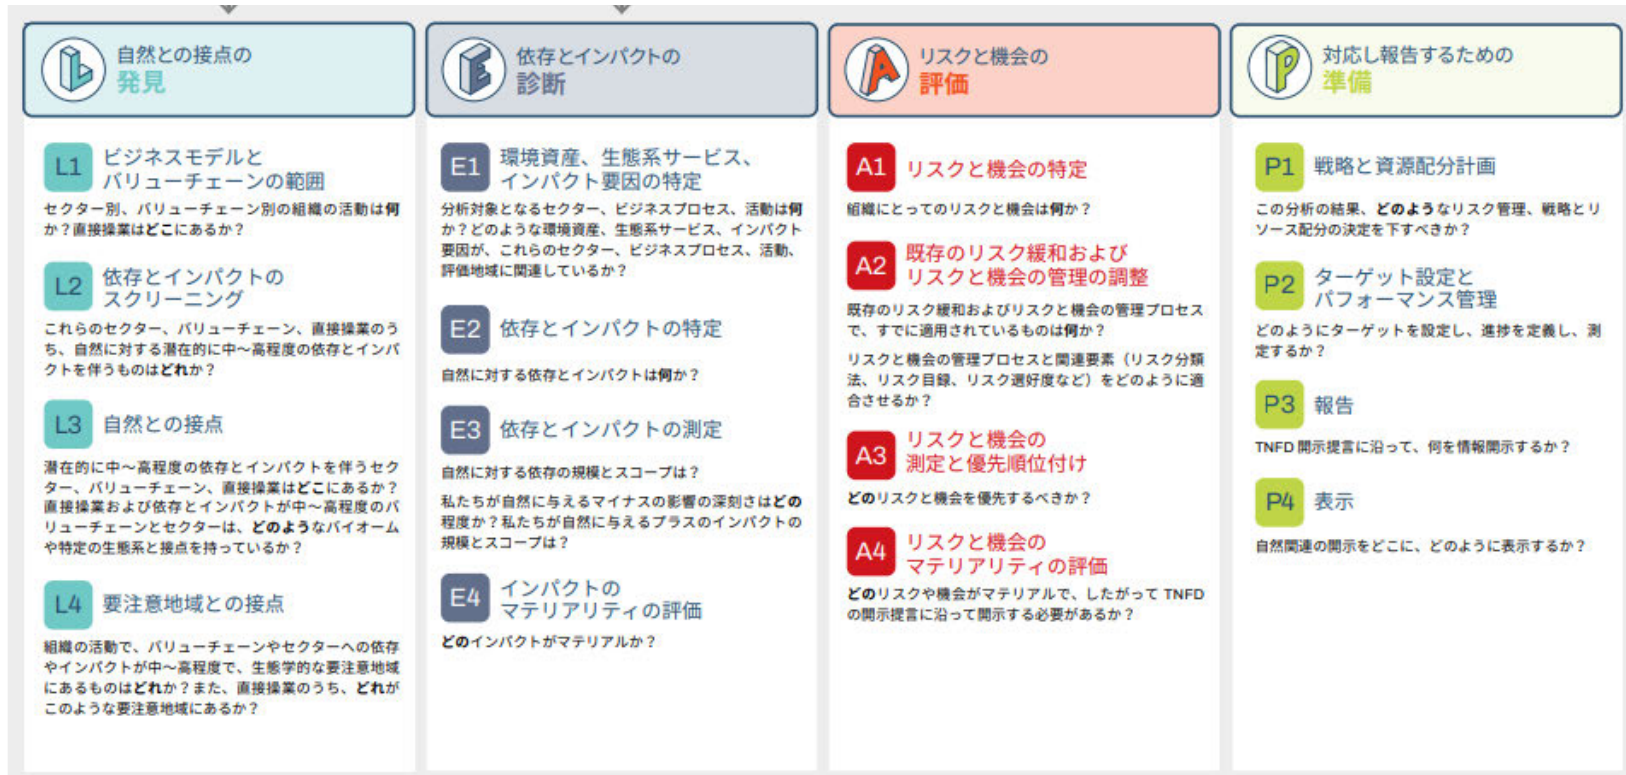 自然との接点の
発見
L1 ビジネスモデルと
バリューチェーンの範囲
セクター別、バリューチェーン別の組織の活動は何
か？直接操業はどこにあるか？
L2 依存とインパクトの
スクリーニング
これらのセクター、バリューチェーン、直接操業のう
ち、自然に対する潜在的に中〜高程度の依存とインパ
クトを伴うものはどれか？
L3 自然との接点
潜在的に中〜高程度の依存とインパクトを伴うセク
ター、バリューチェーン、直接操業はどこにあるか？
直接操業および依存とインパクトが中〜高程度のバ
リューチェーンとセクターは、どのようなバイオーム
や特定の生態系と接点を持っているか？
L4 要注意地域との接点
組織の活動で、バリューチェーンやセクターへの依存
やインパクトが中〜高程度で、生態学的な要注意地域
にあるものはどれか？また、直接操業のうち、どれが
このような要注意地域にあるか？
依存とインパクトの
診断
E1 環境資産、生態系サービス、
インパクト要因の特定
分析対象となるセクター、ビジネスプロセス、活動は何
か？どのような環境資産、生態系サービス、インパクト
要因が、これらのセクター、ビジネスプロセス、活動、
評価地域に関連しているか？
E2 依存とインパクトの特定
自然に対する依存とインパクトは何か？
E3 依存とインパクトの測定
自然に対する依存の規模とスコープは？
私たちが自然に与えるマイナスの影響の深刻さはどの
程度か？私たちが自然に与えるプラスのインパクトの
規模とスコープは？
E4 インパクトの
マテリアリティの評価
どのインパクトがマテリアルか？
A リスクと機会の
評価
A1 リスクと機会の特定
組織にとってのリスクと機会は何か？
A2 既存のリスク緩和および
リスクと機会の管理の調整
既存のリスク緩和およびリスクと機会の管理プロセス
で、すでに適用されているものは何か？
リスクと機会の管理プロセスと関連要素（リスク分類
法、リスク目録、リスク選好度など）をどのように適
合させるか？
A3 リスクと機会の
測定と優先順位付け
どのリスクと機会を優先するべきか？
A4 リスクと機会の
マテリアリティの評価
どのリスクや機会がマテリアルで、したがって TNFD
の開示提言に沿って開示する必要があるか？
P 対応し報告するための
準備
P1 戦略と資源配分計画
この分析の結果、どのようなリスク管理、戦略とリ
ソース配分の決定を下すべきか？
P2 ターゲット設定と
パフォーマンス管理
どのようにターゲットを設定し、進捗を定義し、測
定するか？
P3 報告
TNFD 開示提言に沿って、何を情報開示するか？
P4 表示
自然関連の開示をどこに、どのように表示するか？